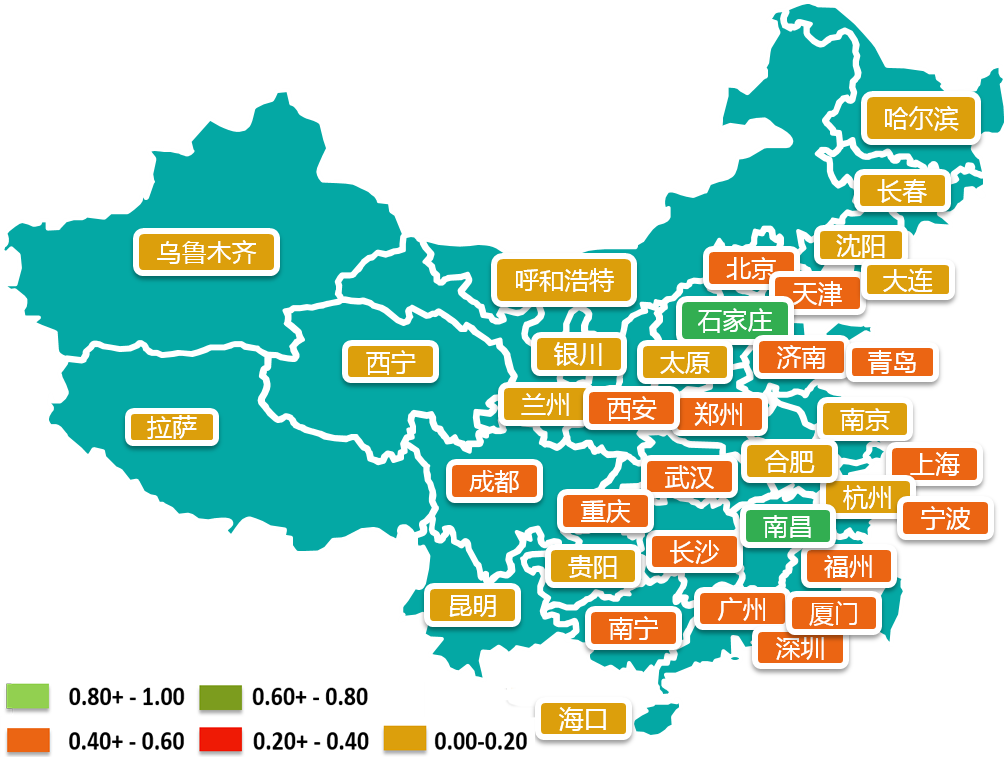 哈尔滨
长春
沈阳
乌鲁木齐
北京
大连
呼和浩特
天津
石家庄
银川
济南
西宁
太原
青岛
兰州
西安
郑州
南京
拉萨
合肥
上海
武汉
成都
杭州
重庆
宁波
南昌
长沙
贵阳
福州
昆明
广州
厦门
南宁
深圳
海口
0.80+ - 1.00 0.60+ - 0.80
0.40+ - 0.60 0.20+ - 0.40 0.00-0.20